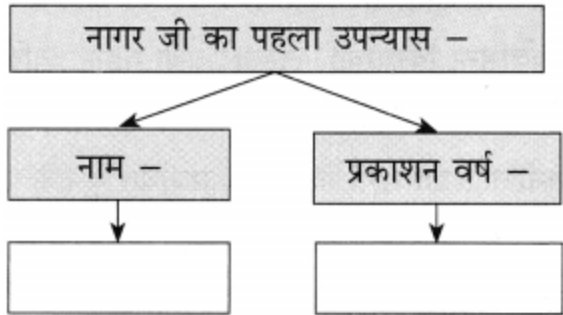 नागर जी का पहला उपन्यास –
नाम –
प्रकाशन वर्ष –